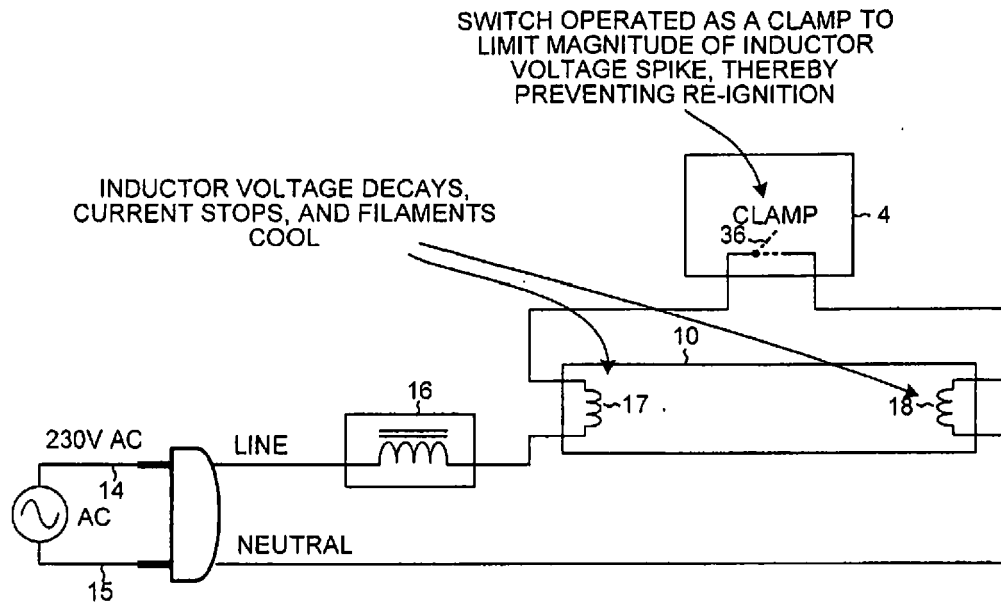 SWITCH OPERATED AS A CLAMP TO
LIMIT MAGNITUDE OF INDUCTOR
VOLTAGE SPIKE, THEREBY
PREVENTING RE-IGNITION
INDUCTOR VOLTAGE DECAYS,
CURRENT STOPS, AND FILAMENTS
COOL
CLAMP
36
4
10
16
17
18
230V AC
LINE
14
AC
NEUTRAL
15